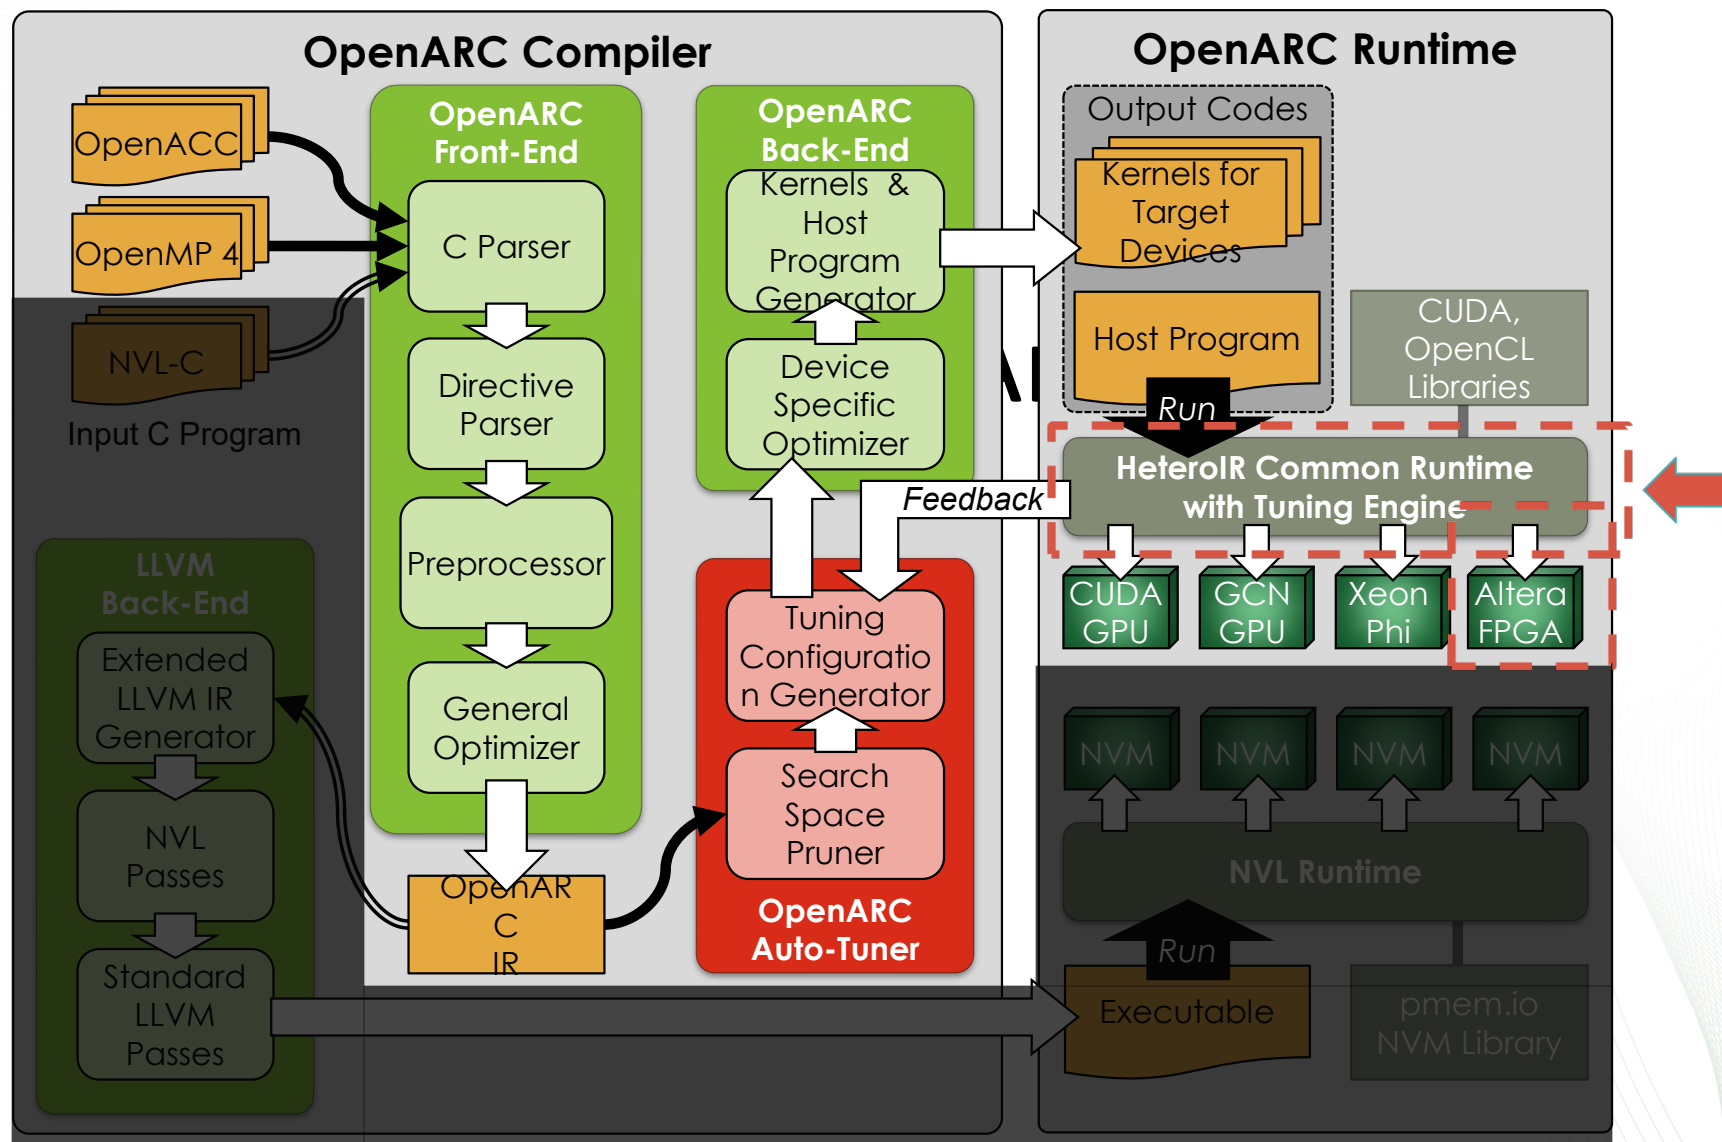 OpenARC Compiler
OpenACC
OpenMP 4
NVL-C
Input C Program
OpenARC
Front-End
C Parser
Directive
Parser
Preprocessor
General
Optimizer
OpenAR
C
IR
LLVM
Back-End
Extended
LLVM IR
Generator
NVL
Passes
Standard
LLVM
Passes
OpenARC
Back-End
Kernels & 
Host
Program
Generator
Device
Specific
Optimizer
Feedback
Tuning
Configuratio
n Generator
Search
Space
Pruner
OpenARC
Auto-Tuner
OpenARC Runtime
Output Codes
Kernels for
Target
Devices
Host Program
Run
CUDA,
OpenCL
Libraries
HeteroIR Common Runtime
with Tuning Engine
CUDA
GPU
GCN
GPU
Xeon
Phi
Altera
FPGA
NVM
NVM
NVM
NVM
NVL Runtime
Run
Executable
pmem.io
NVM Library